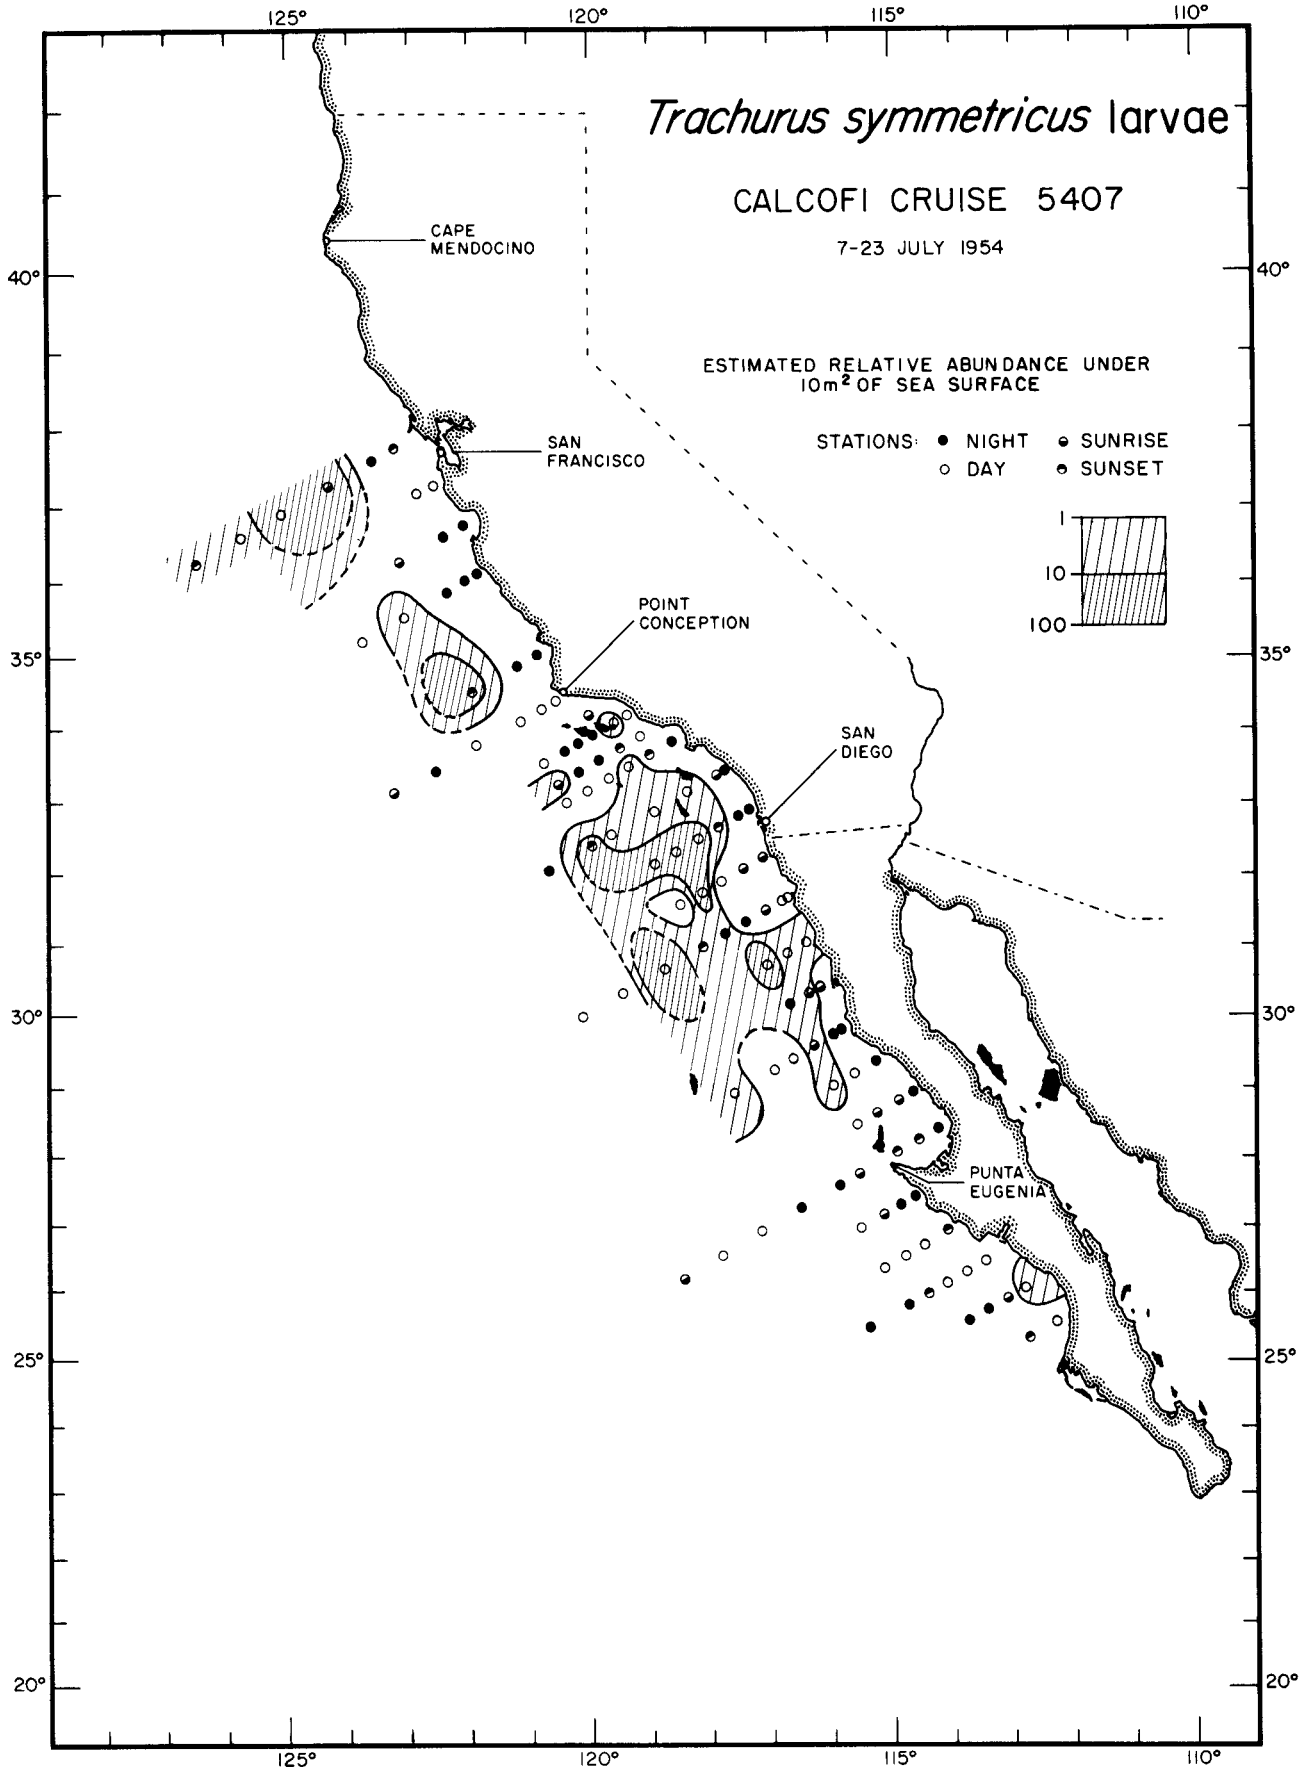 125° 120° 115° 110°
Trachurus symmetricus larvae
CALCOFI CRUISE 5407
7-23 JULY 1954
CAPE
MENDOCINO
40° 40°
ESTIMATED RELATIVE ABUNDANCE UNDER
10m² OF SEA SURFACE
STATIONS: ● NIGHT ◒ SUNRISE
○ DAY ◓ SUNSET
SAN
FRANCISCO
1
10
100
POINT
CONCEPTION
35° 35°
SAN
DIEGO
30° 30°
PUNTA
EUGENIA
25° 25°
20° 20°
125° 120° 115° 110°